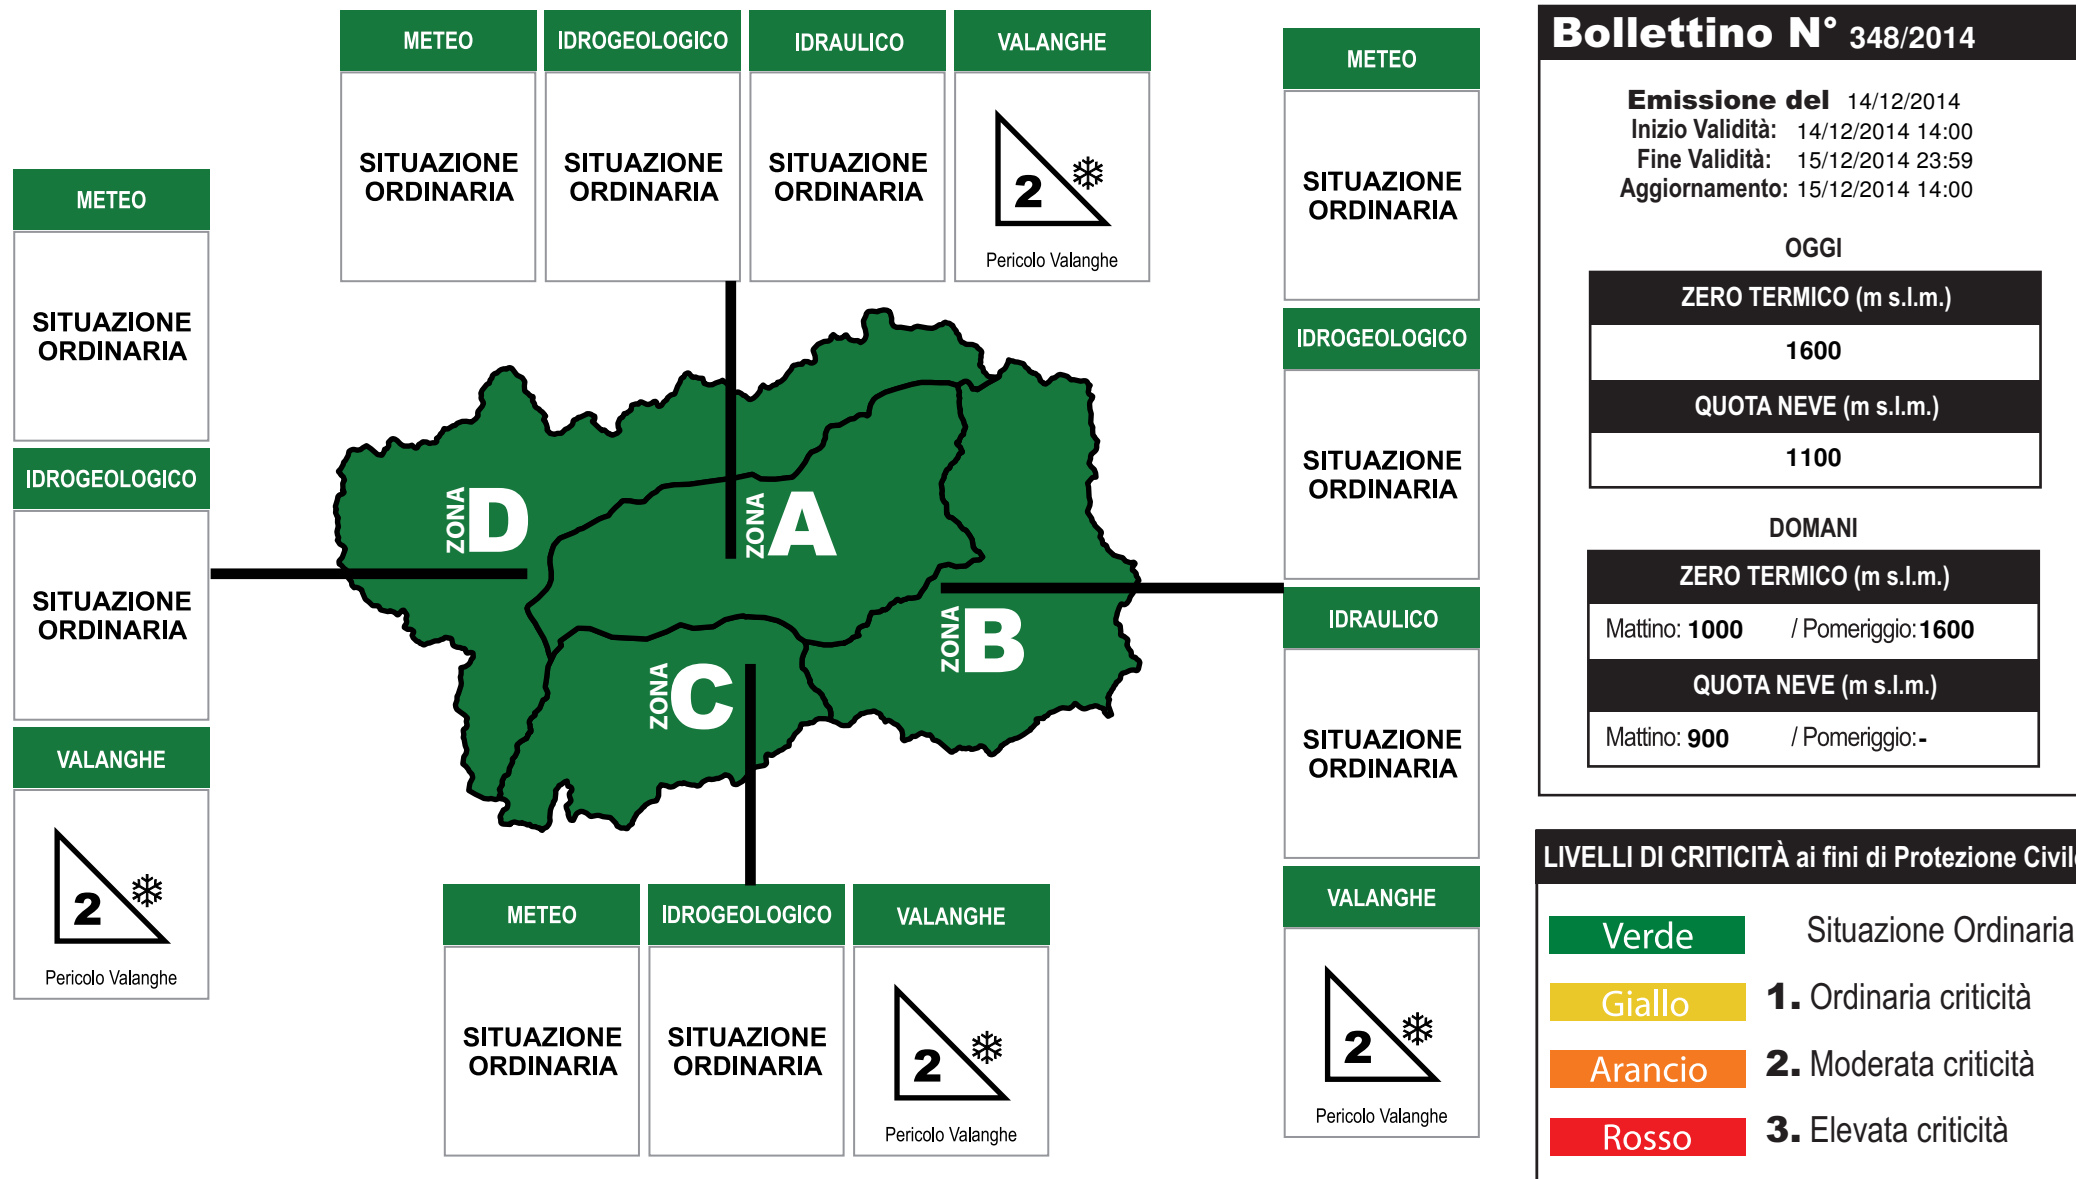 METEO
IDROGEOLOGICO
IDRAULICO
VALANGHE
SITUAZIONE
ORDINARIA
SITUAZIONE
ORDINARIA
SITUAZIONE
ORDINARIA
2
Pericolo Valanghe
METEO
SITUAZIONE
ORDINARIA
IDROGEOLOGICO
SITUAZIONE
ORDINARIA
VALANGHE
2
Pericolo Valanghe
ZONA D
ZONA A
ZONA B
ZONA C
METEO
IDROGEOLOGICO
VALANGHE
SITUAZIONE
ORDINARIA
SITUAZIONE
ORDINARIA
2
Pericolo Valanghe
METEO
SITUAZIONE
ORDINARIA
IDROGEOLOGICO
SITUAZIONE
ORDINARIA
IDRAULICO
SITUAZIONE
ORDINARIA
VALANGHE
2
Pericolo Valanghe
Bollettino N° 348/2014
Emissione del 14/12/2014
Inizio Validità: 14/12/2014 14:00
Fine Validità: 15/12/2014 23:59
Aggiornamento: 15/12/2014 14:00
OGGI
ZERO TERMICO (m s.l.m.)
1600
QUOTA NEVE (m s.l.m.)
1100
DOMANI
ZERO TERMICO (m s.l.m.)
Mattino: 1000 / Pomeriggio: 1600
QUOTA NEVE (m s.l.m.)
Mattino: 900 / Pomeriggio: -
LIVELLI DI CRITICITÀ ai fini di Protezione Civile
Verde Situazione Ordinaria
Giallo 1. Ordinaria criticità
Arancio 2. Moderata criticità
Rosso 3. Elevata criticità